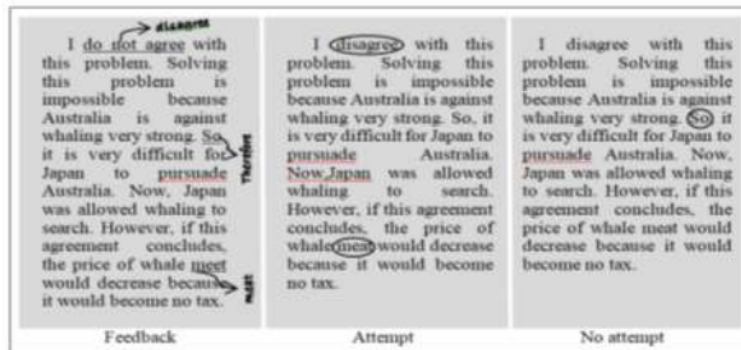 disagree
I do not agree with
this problem. Solving
this problem is
impossible because
Australia is against
whaling very strong. So,
it is very difficult for
Japan to pursuade
Australia. Now, Japan
was allowed whaling to
search. However, if this
agreement concludes,
the price of whale meet
would decrease because
it would become no tax.
Therefore
meat
Feedback
I disagree with this
problem. Solving this
problem is impossible
because Australia is against
whaling very strong. So, it
is very difficult for Japan to
pursuade Australia.
Now,Japan was allowed
whaling to search.
However, if this agreement
concludes, the price of
whale meat would decrease
because it would become
no tax.
Attempt
I disagree with this
problem. Solving this
problem is impossible
because Australia is against
whaling very strong. So it
is very difficult for Japan to
pursuade Australia. Now,
Japan was allowed whaling
to search. However, if this
agreement concludes, the
price of whale meat would
decrease because it would
become no tax.
No attempt